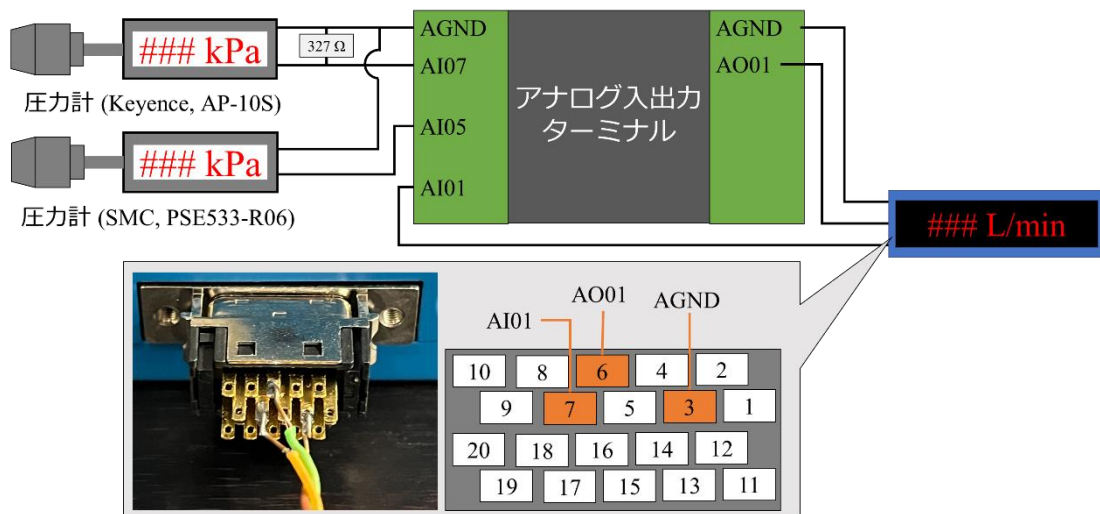 ### kPa
327 Ω
圧力計 (Keyence, AP-10S)
### kPa
圧力計 (SMC, PSE533-R06)
AGND
AI07
AI05
AI01
アナログ入出力
ターミナル
AGND
AO01
### L/min
AO01
AGND
AI01
10 8 6 4 2
9 7 5 3 1
20 18 16 14 12
19 17 15 13 11